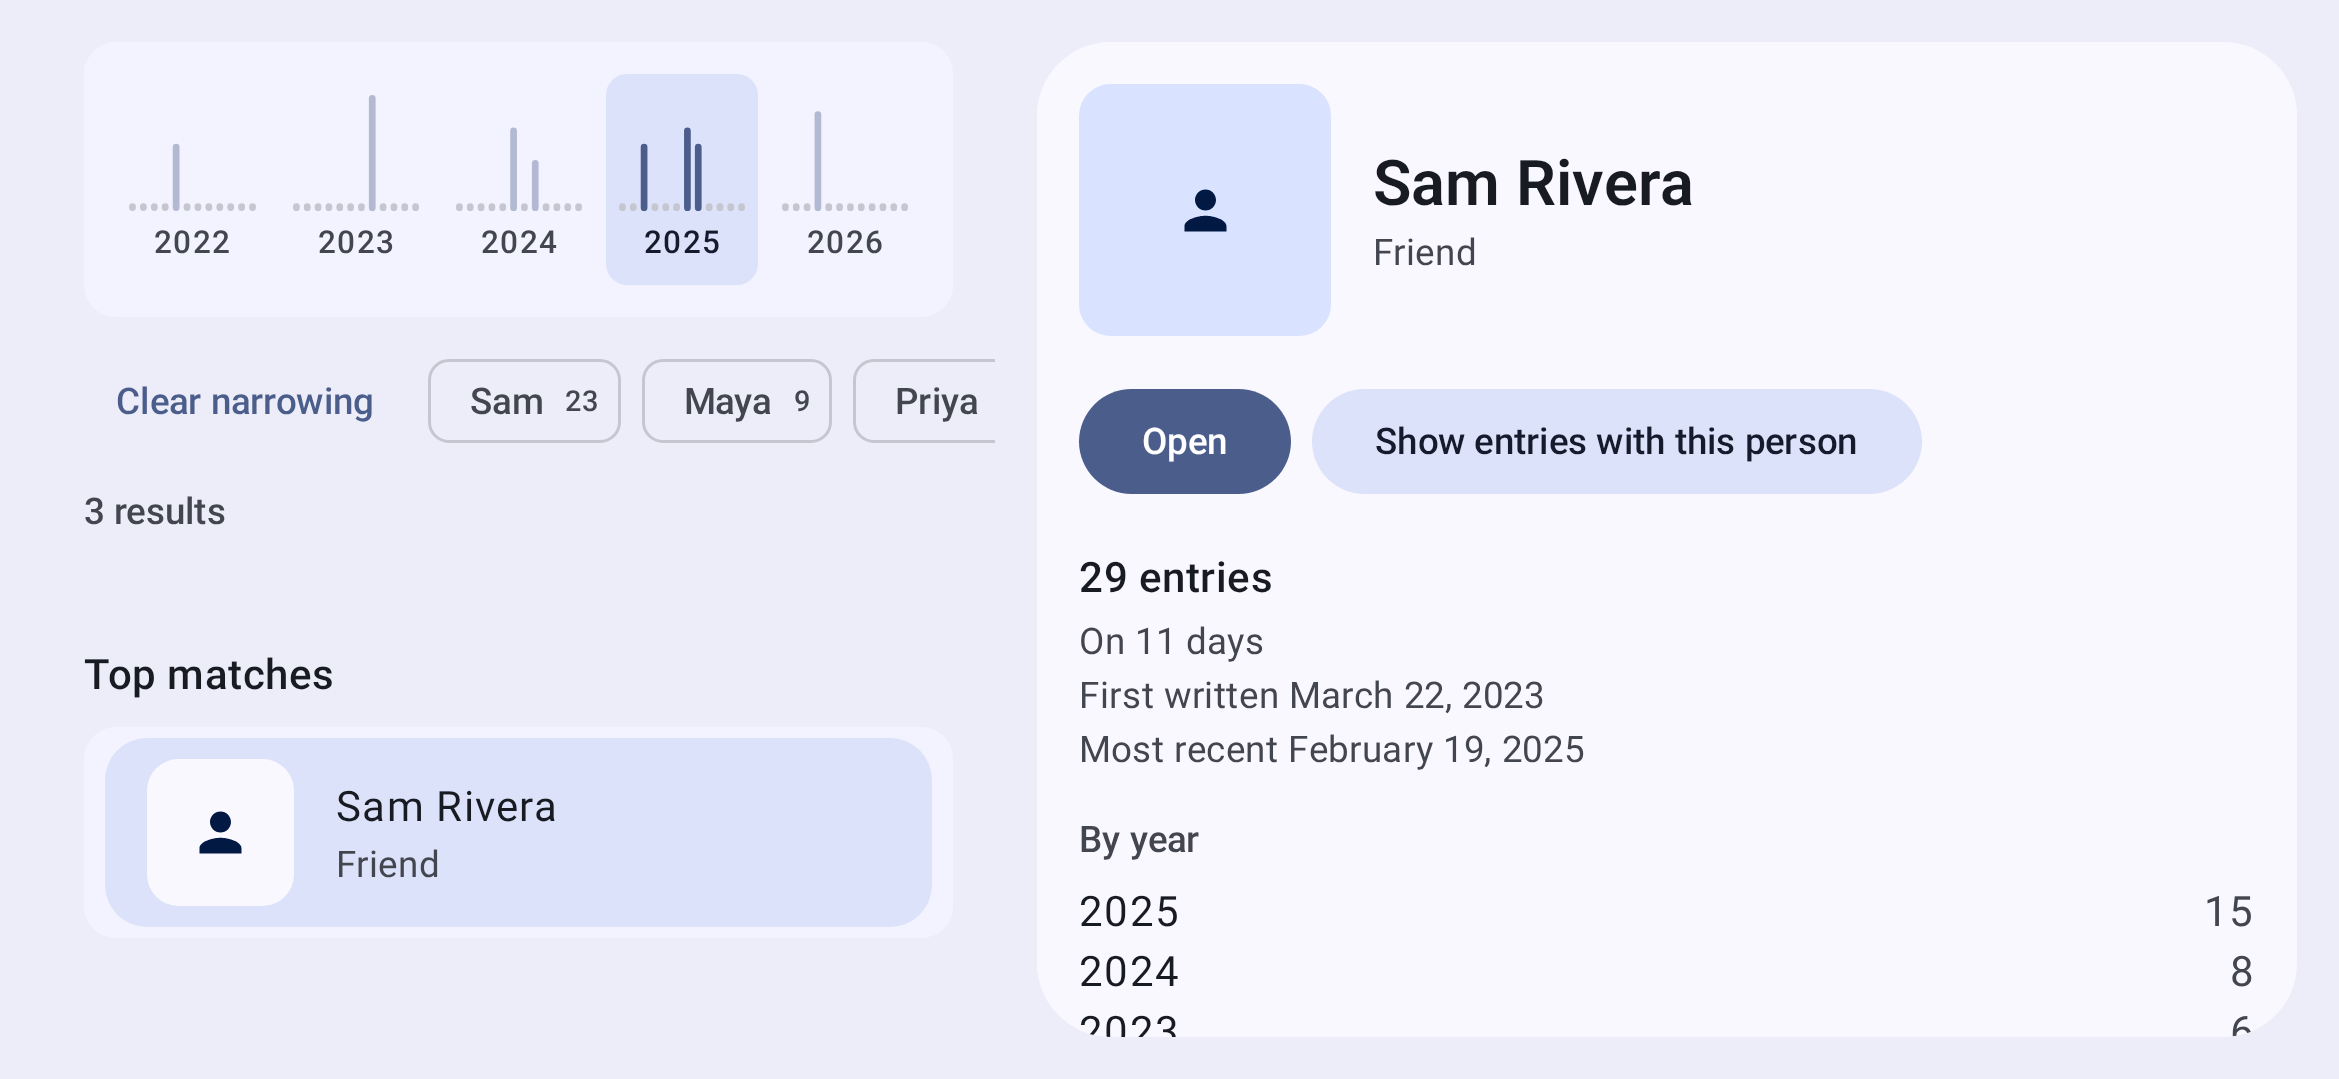 2022
2023
2024
2025
2026
Clear narrowing
Sam 23
Maya 9
Priya
3 results
Top matches
Sam Rivera
Friend
Sam Rivera
Friend
Open
Show entries with this person
29 entries
On 11 days
First written March 22, 2023
Most recent February 19, 2025
By year
2025 15
2024 8
2023 6